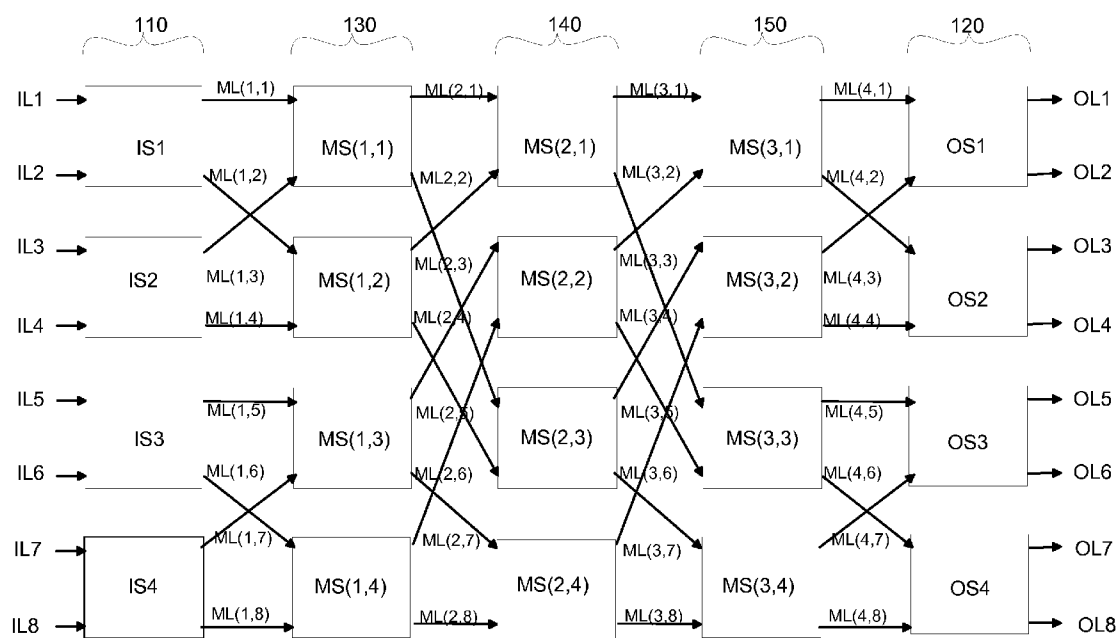 110 130 140 150 120
IL1 ML(1,1) ML(2,1) ML(3,1) ML(4,1) OL1
IS1 MS(1,1) MS(2,1) MS(3,1) OS1
IL2 ML(1,2) ML2,2) ML(3,2) ML(4,2) OL2
IL3 OL3
ML(1,3) ML(2,3) ML(3,3) ML(4,3)
IS2 MS(1,2) MS(2,2) MS(3,2) OS2
IL4 ML(1,4) ML(2,4) ML(3,4) ML(4,4) OL4
IL5 ML(1,5) ML(2,5) ML(3,5) ML(4,5) OL5
IS3 MS(1,3) MS(2,3) MS(3,3) OS3
IL6 ML(1,6) ML(2,6) ML(3,6) ML(4,6) OL6
IL7 ML(1,7) ML(2,7) ML(3,7) ML(4,7) OL7
IS4 MS(1,4) MS(2,4) MS(3,4) OS4
IL8 ML(1,8) ML(2,8) ML(3,8) ML(4,8) OL8